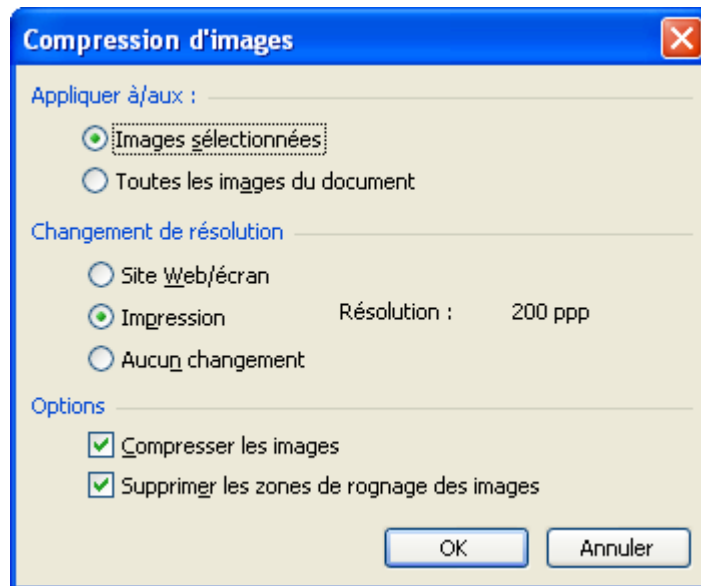 Compression d'images
Appliquer à/aux :
Images sélectionnées
Toutes les images du document
Changement de résolution
Site Web/écran
Impression Résolution : 200 ppp
Aucun changement
Options
Compresser les images
Supprimer les zones de rognage des images
OK Annuler